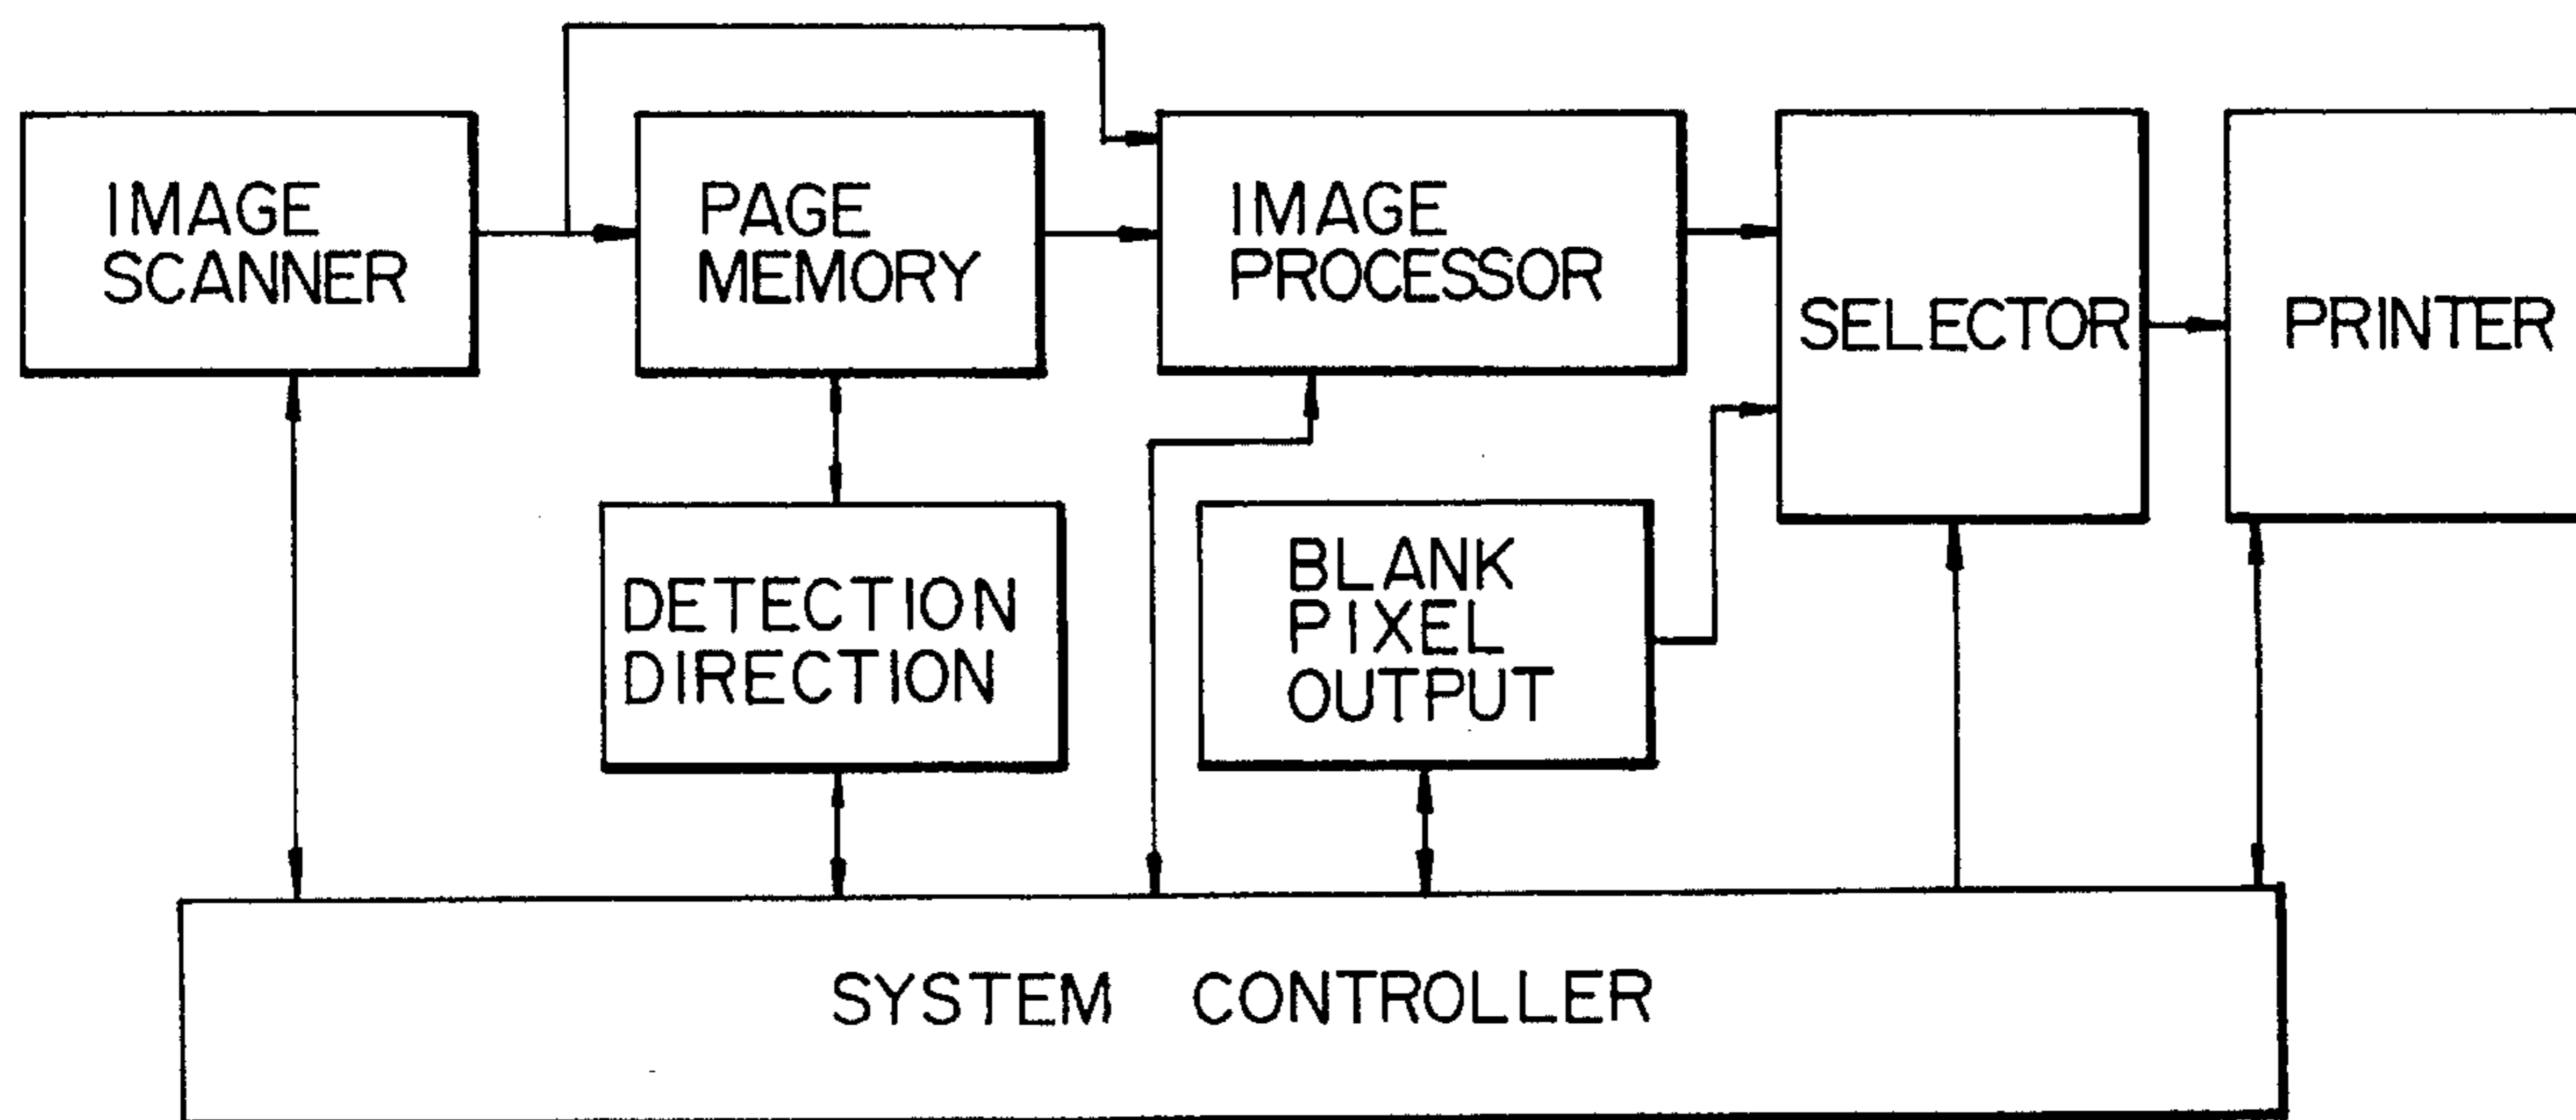 IMAGE
SCANNER
PAGE
MEMORY
IMAGE
PROCESSOR
SELECTOR
PRINTER
DETECTION
DIRECTION
BLANK
PIXEL
OUTPUT
SYSTEM CONTROLLER